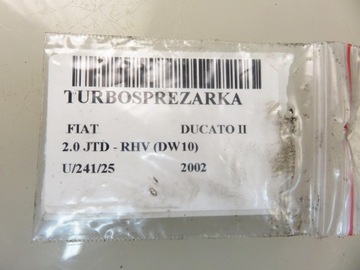 TURBOSPREZARKA
FIAT DUCATO II
2.0 JTD - RHV (DW10)
U/241/25 2002